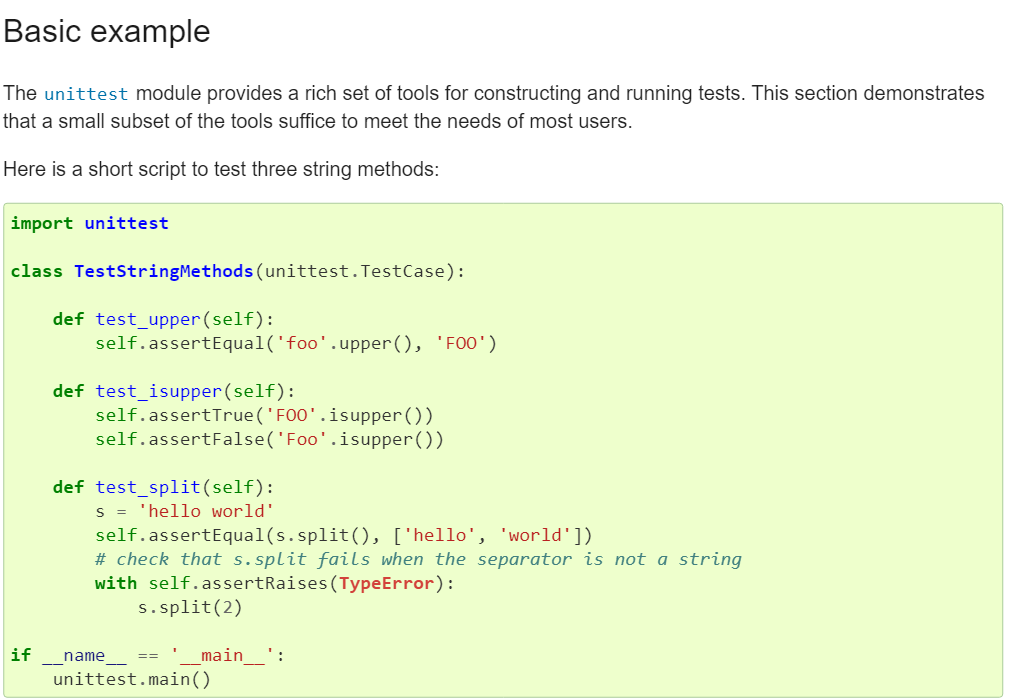 Basic example
The unittest module provides a rich set of tools for constructing and running tests. This section demonstrates
that a small subset of the tools suffice to meet the needs of most users.
Here is a short script to test three string methods:
import unittest
class TestStringMethods(unittest.TestCase):
    def test_upper(self):
        self.assertEqual('foo'.upper(), 'FOO')
    def test_isupper(self):
        self.assertTrue('FOO'.isupper())
        self.assertFalse('Foo'.isupper())
    def test_split(self):
        s = 'hello world'
        self.assertEqual(s.split(), ['hello', 'world'])
        # check that s.split fails when the separator is not a string
        with self.assertRaises(TypeError):
            s.split(2)
if __name__ == '__main__':
    unittest.main()